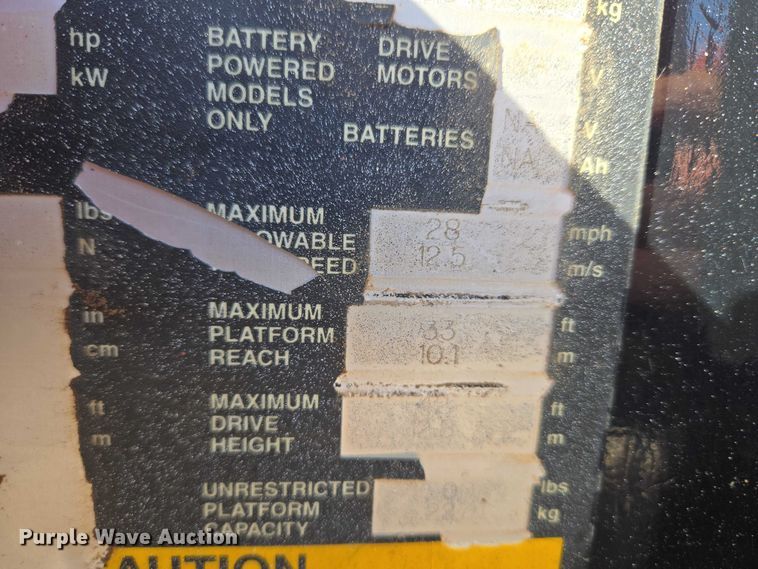 kg
hp
kW
BATTERY
POWERED
MODELS
ONLY
DRIVE
MOTORS
V
BATTERIES
NA V
NA Ah
lbs
N
MAXIMUM
WABLE
EED
28 mph
12.5 m/s
in
cm
MAXIMUM
PLATFORM
REACH
33 ft
10.1 m
ft
m
MAXIMUM
DRIVE
HEIGHT
ft
m
UNRESTRICTED
PLATFORM
CAPACITY
lbs
kg
AUTION
Purple Wave Auction